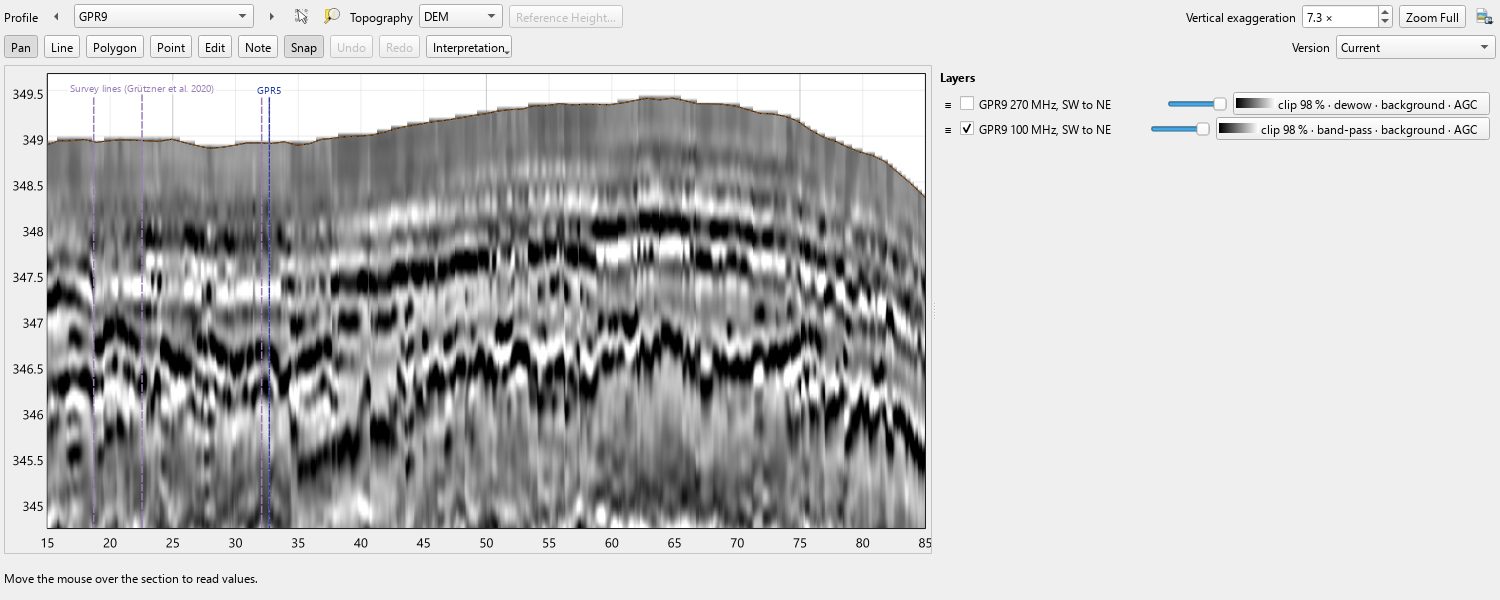 Profile GPR9 Topography DEM Reference Height... Vertical exaggeration 7.3 × Zoom Full
Pan Line Polygon Point Edit Note Snap Undo Redo Interpretation Version Current
Survey lines (Grützner et al. 2020) GPR5
Layers
GPR9 270 MHz, SW to NE clip 98 % · dewow · background · AGC
GPR9 100 MHz, SW to NE clip 98 % · band-pass · background · AGC
349.5
349
348.5
348
347.5
347
346.5
346
345.5
345
15 20 25 30 35 40 45 50 55 60 65 70 75 80 85
Move the mouse over the section to read values.